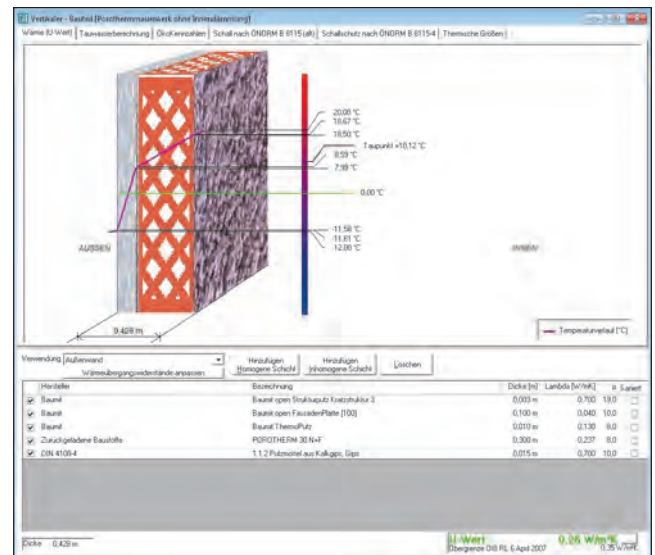 Vertikaler - Bauteil [Porothermmauerwerk ohne Innendämmung]
Wärme (U-Wert) Tauwasserberechnung ÖkoKennzahlen Schall nach ÖNORM B 8115 (alt) Schallschutz nach ÖNORM B 8115-4 Thermische Größen
20,00 °C
19,67 °C
18,50 °C
Taupunkt =10,12 °C
8,59 °C
7,99 °C
0,00 °C
-11,58 °C
-11,81 °C
-12,00 °C
AUSSEN
INNEN
0,428 m
Temperaturverlauf [°C]
Verwendung Außenwand
Wärmeübergangswiderstände anpassen
Hinzufügen Homogene Schicht
Hinzufügen Inhomogene Schicht
Löschen
Hersteller Bezeichnung Dicke [m] Lambda [W/mK] µ Saniert
Baumit Baumit open Strukturputz Kratzstruktur 3 0,003 m 0,700 18,0
Baumit Baumit open FassadenPlatte [100] 0,100 m 0,040 10,0
Baumit Baumit ThermoPutz 0,010 m 0,130 8,0
Zurückgeladene Baustoffe POROTHERM 30 N+F 0,300 m 0,237 8,0
DIN 4108-4 1.1.2 Putzmörtel aus Kalkgips, Gips 0,015 m 0,700 10,0
Dicke 0,428 m
U-Wert 0,26 W/m²K
Obergrenze OIB RL 6 April 2007 0,35 W/m²K